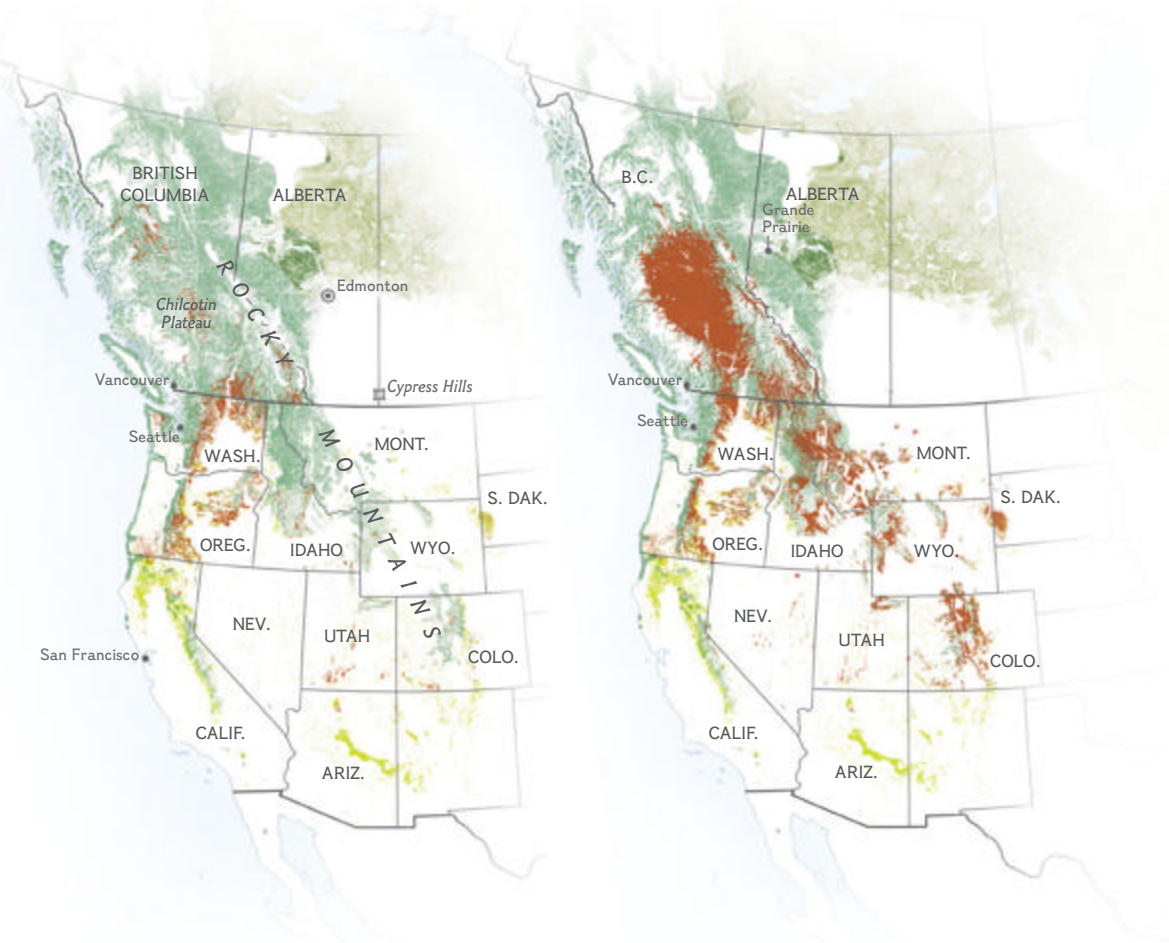 BRITISH
COLUMBIA
ALBERTA
ROCKY
Edmonton
Chilcotin
Plateau
Vancouver
Cypress Hills
Seattle
WASH.
MOUNTAINS
MONT.
S. DAK.
OREG.
IDAHO
WYO.
NEV.
UTAH
San Francisco
COLO.
CALIF.
ARIZ.
B.C.
ALBERTA
Grande
Prairie
Vancouver
Seattle
WASH.
MONT.
S. DAK.
OREG.
IDAHO
WYO.
NEV.
UTAH
COLO.
CALIF.
ARIZ.